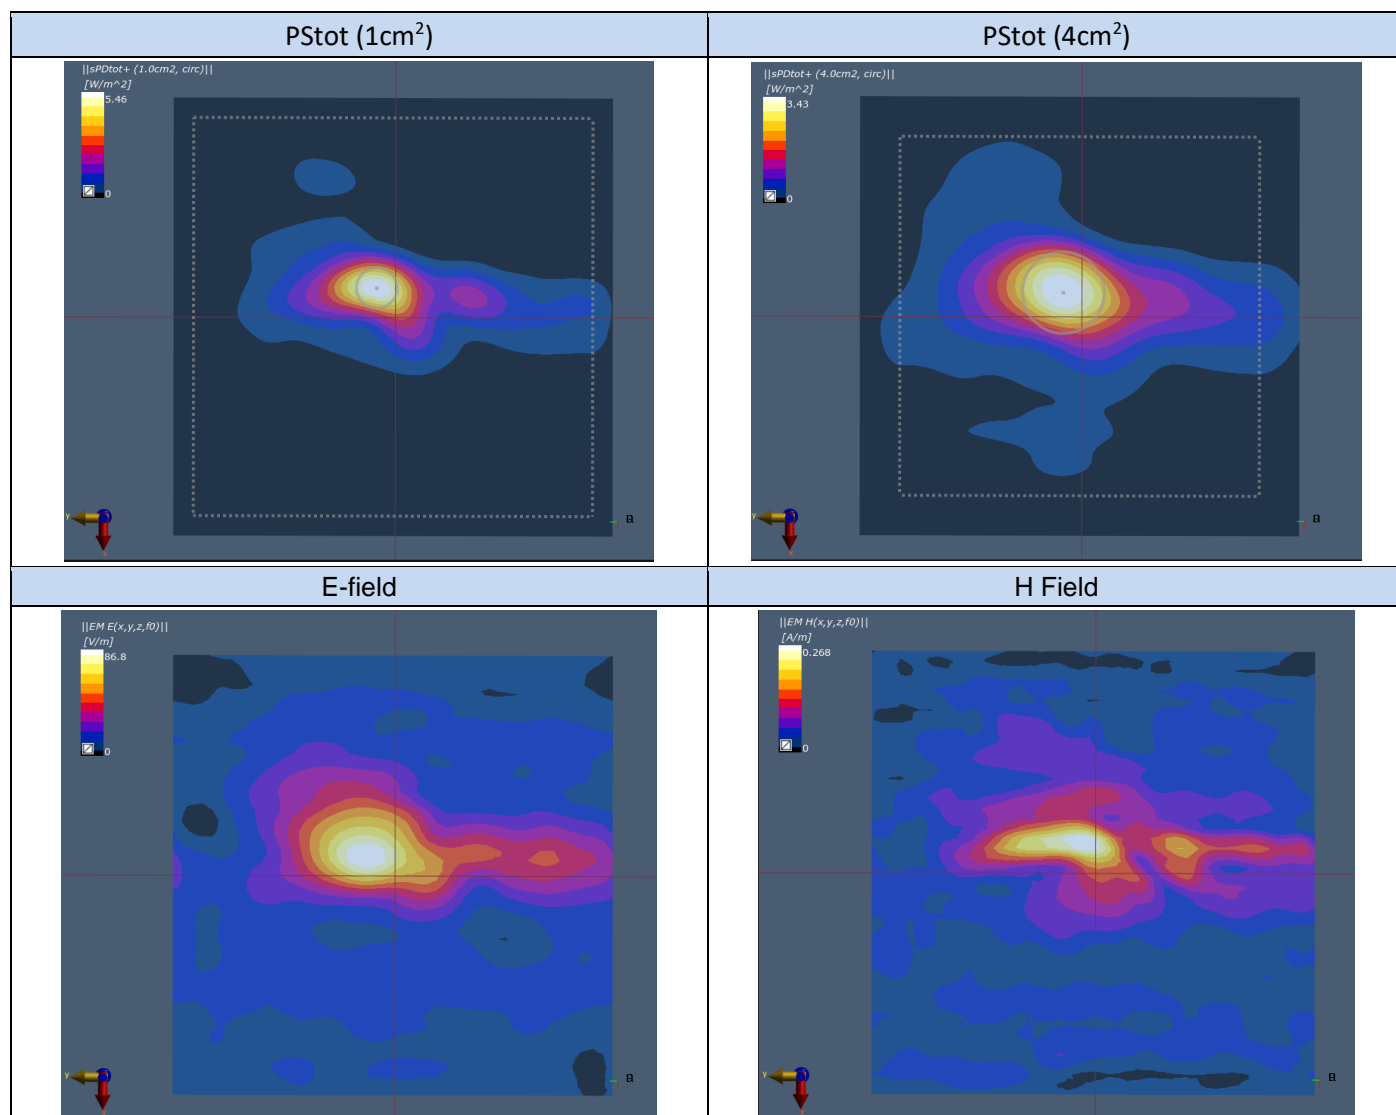 PStot (1cm²)
PStot (4cm²)
||sPDtot+ (1.0cm2, circ)||
[W/m^2]
5.46
0
y
x
||sPDtot+ (4.0cm2, circ)||
[W/m^2]
3.43
0
y
x
E-field
H Field
||EM E(x,y,z,f0)||
[V/m]
86.8
0
y
x
||EM H(x,y,z,f0)||
[A/m]
0.268
0
y
x